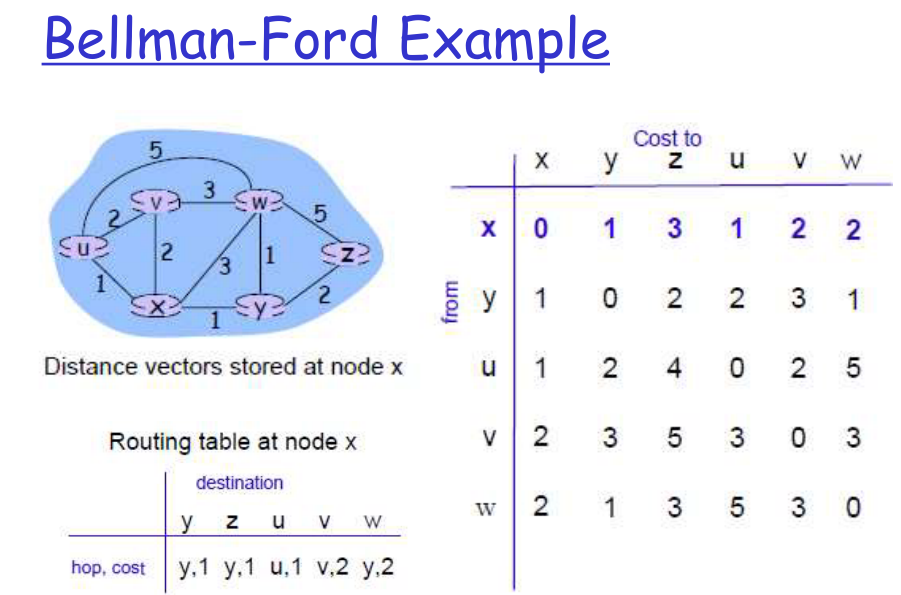 Bellman-Ford Example
5
v 3 w
2 5
u 2 3 1 z
1 2
x 1 y
Distance vectors stored at node x
Routing table at node x
destination
y z u v w
hop, cost y,1 y,1 u,1 v,2 y,2
Cost to
x y z u v w
x 0 1 3 1 2 2
from
y 1 0 2 2 3 1
u 1 2 4 0 2 5
v 2 3 5 3 0 3
w 2 1 3 5 3 0